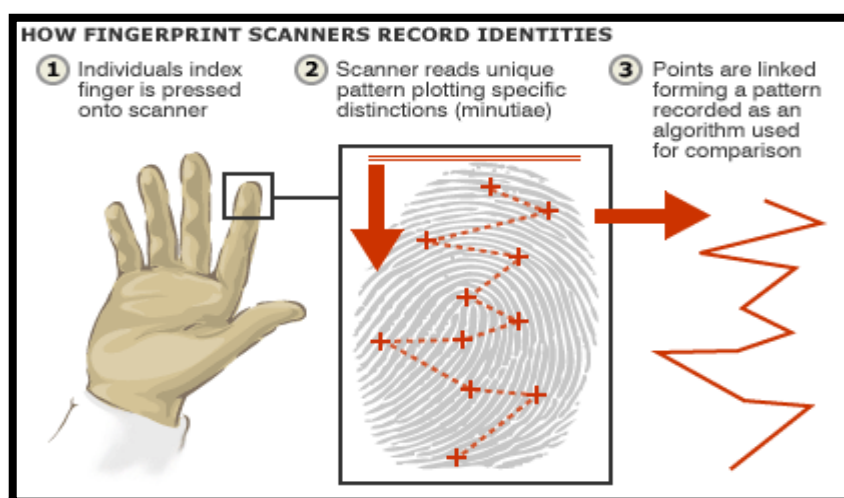 HOW FINGERPRINT SCANNERS RECORD IDENTITIES
1 Individuals index
finger is pressed
onto scanner
2 Scanner reads unique
pattern plotting specific
distinctions (minutiae)
3 Points are linked
forming a pattern
recorded as an
algorithm used
for comparison